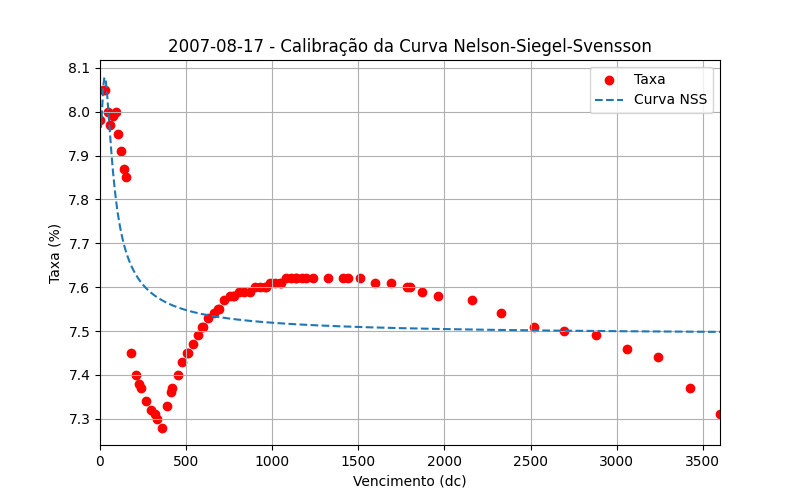 2007-08-17 - Calibração da Curva Nelson-Siegel-Svensson
Taxa
Curva NSS
Taxa (%)
8.1
8.0
7.9
7.8
7.7
7.6
7.5
7.4
7.3
0 500 1000 1500 2000 2500 3000 3500
Vencimento (dc)